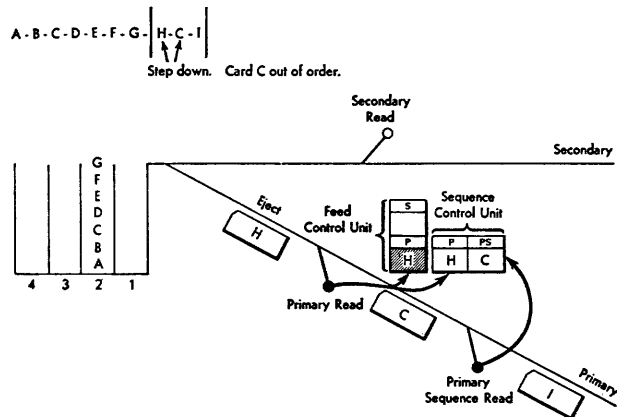 A-B-C-D-E-F-G-H-C-I
Step down. Card C out of order.
Secondary
Read
Secondary
G
F
E
D
C
B
A
4 3 2 1
Eject
H
Feed
Control Unit
S
P
H
Sequence
Control Unit
P PS
H C
Primary Read
C
Primary
Sequence Read
I
Primary